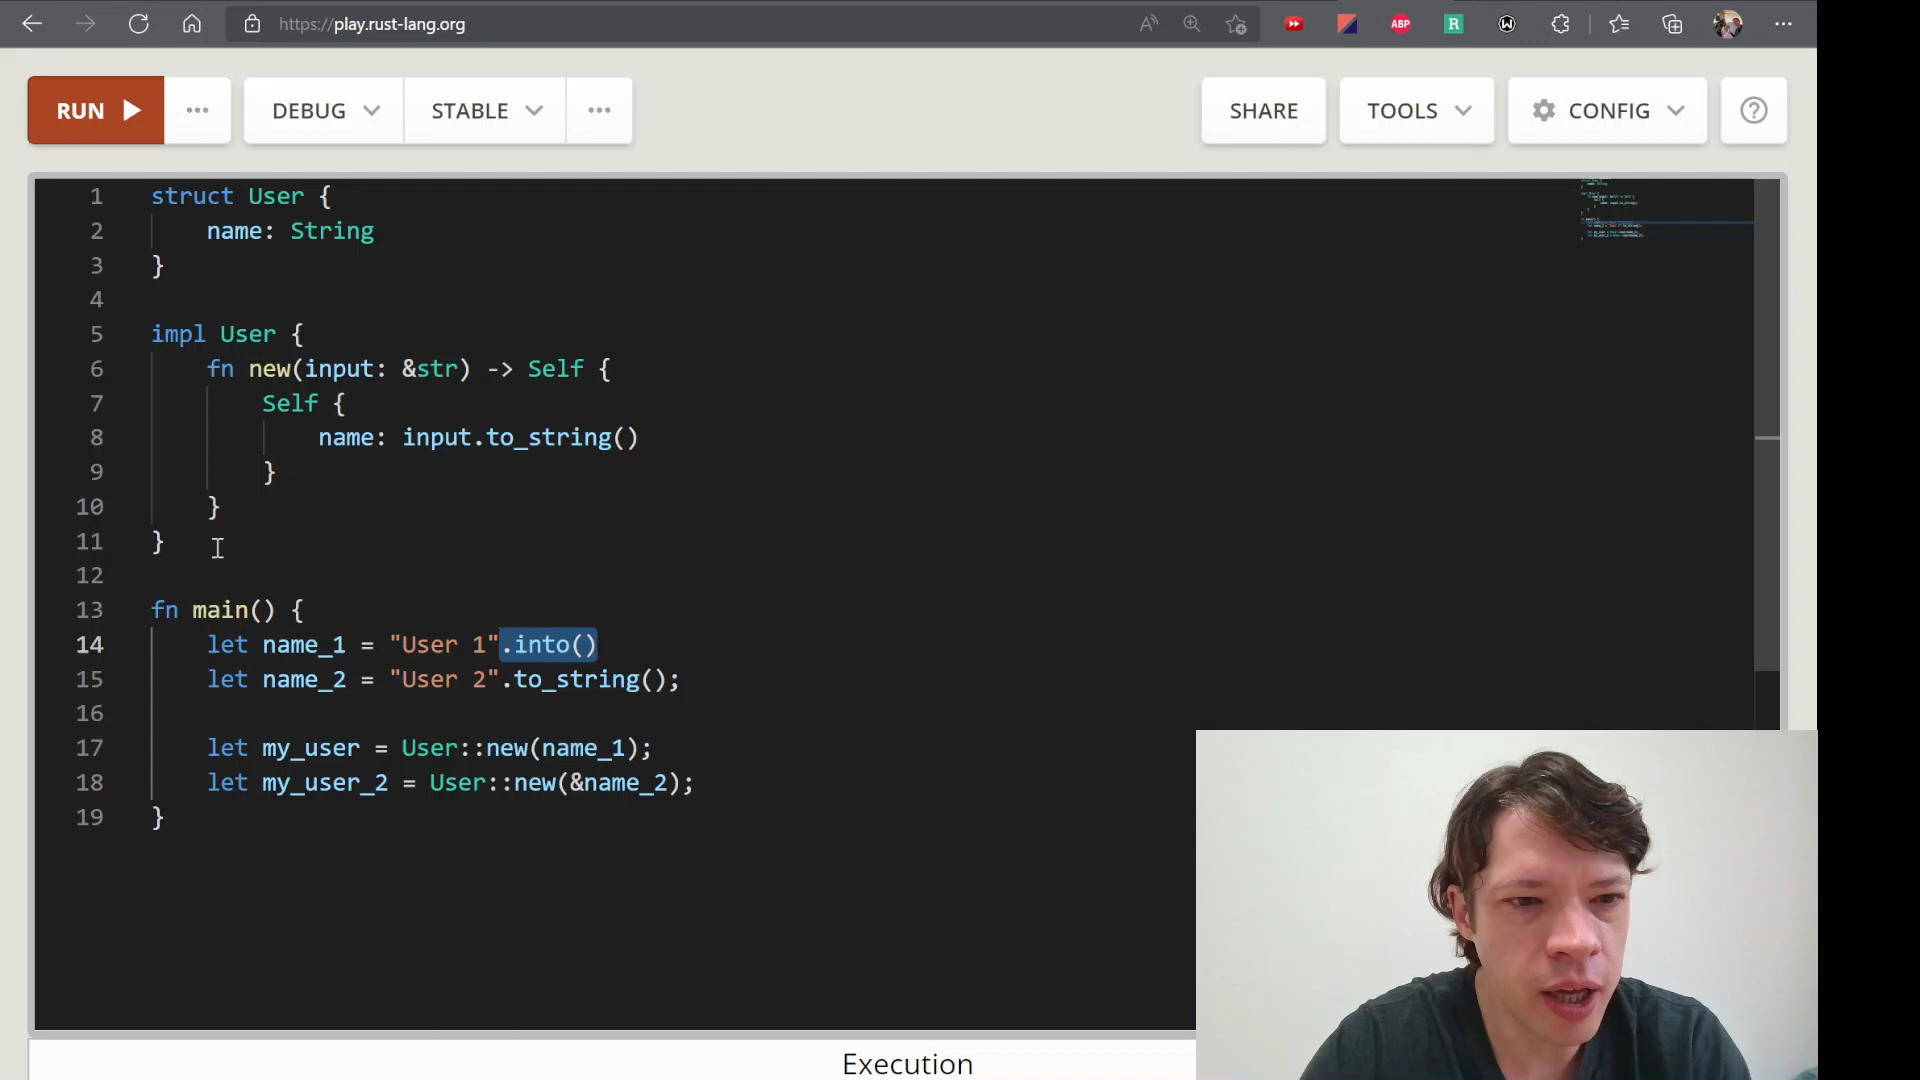 https://play.rust-lang.org
ABP
R
W
RUN
DEBUG
STABLE
SHARE
TOOLS
CONFIG
1 struct User {
2 name: String
3 }
4
5 impl User {
6 fn new(input: &str) -> Self {
7 Self {
8 name: input.to_string()
9 }
10 }
11 }
12
13 fn main() {
14 let name_1 = "User 1".into()
15 let name_2 = "User 2".to_string();
16
17 let my_user = User::new(name_1);
18 let my_user_2 = User::new(&name_2);
19 }
Execution